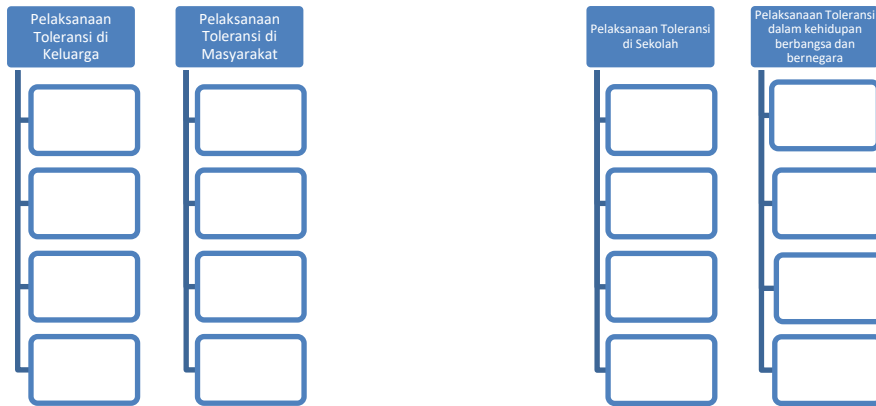 Pelaksanaan
Toleransi di
Keluarga
Pelaksanaan
Toleransi di
Masyarakat
Pelaksanaan Toleransi
di Sekolah
Pelaksanaan Toleransi
dalam kehidupan
berbangsa dan
bernegara